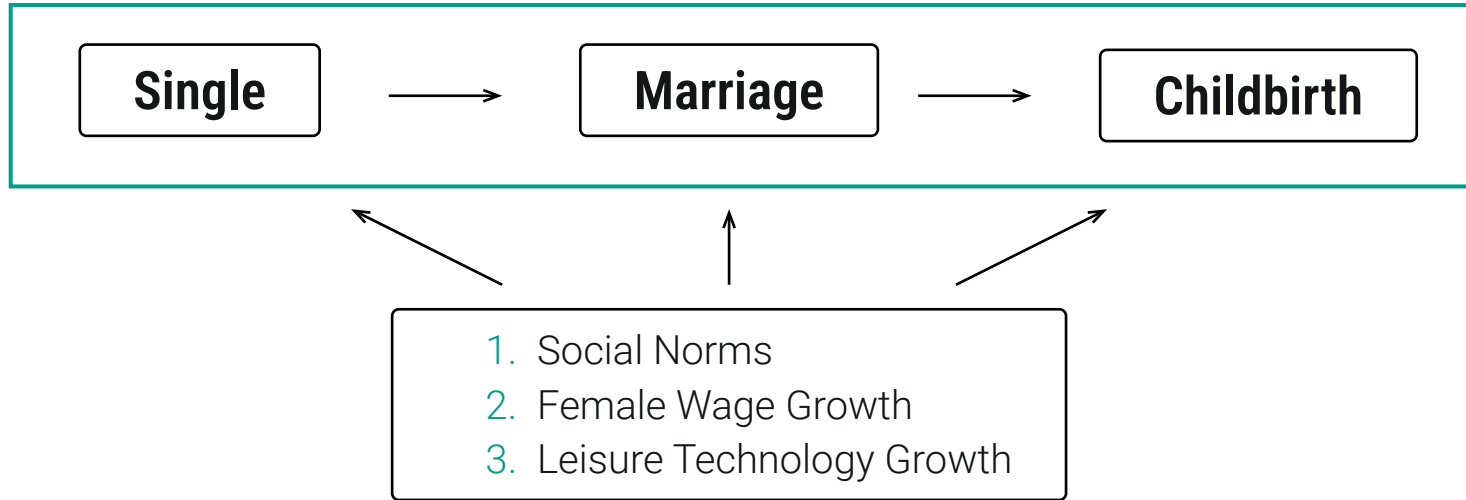 Single
Marriage
Childbirth
1. Social Norms
2. Female Wage Growth
3. Leisure Technology Growth